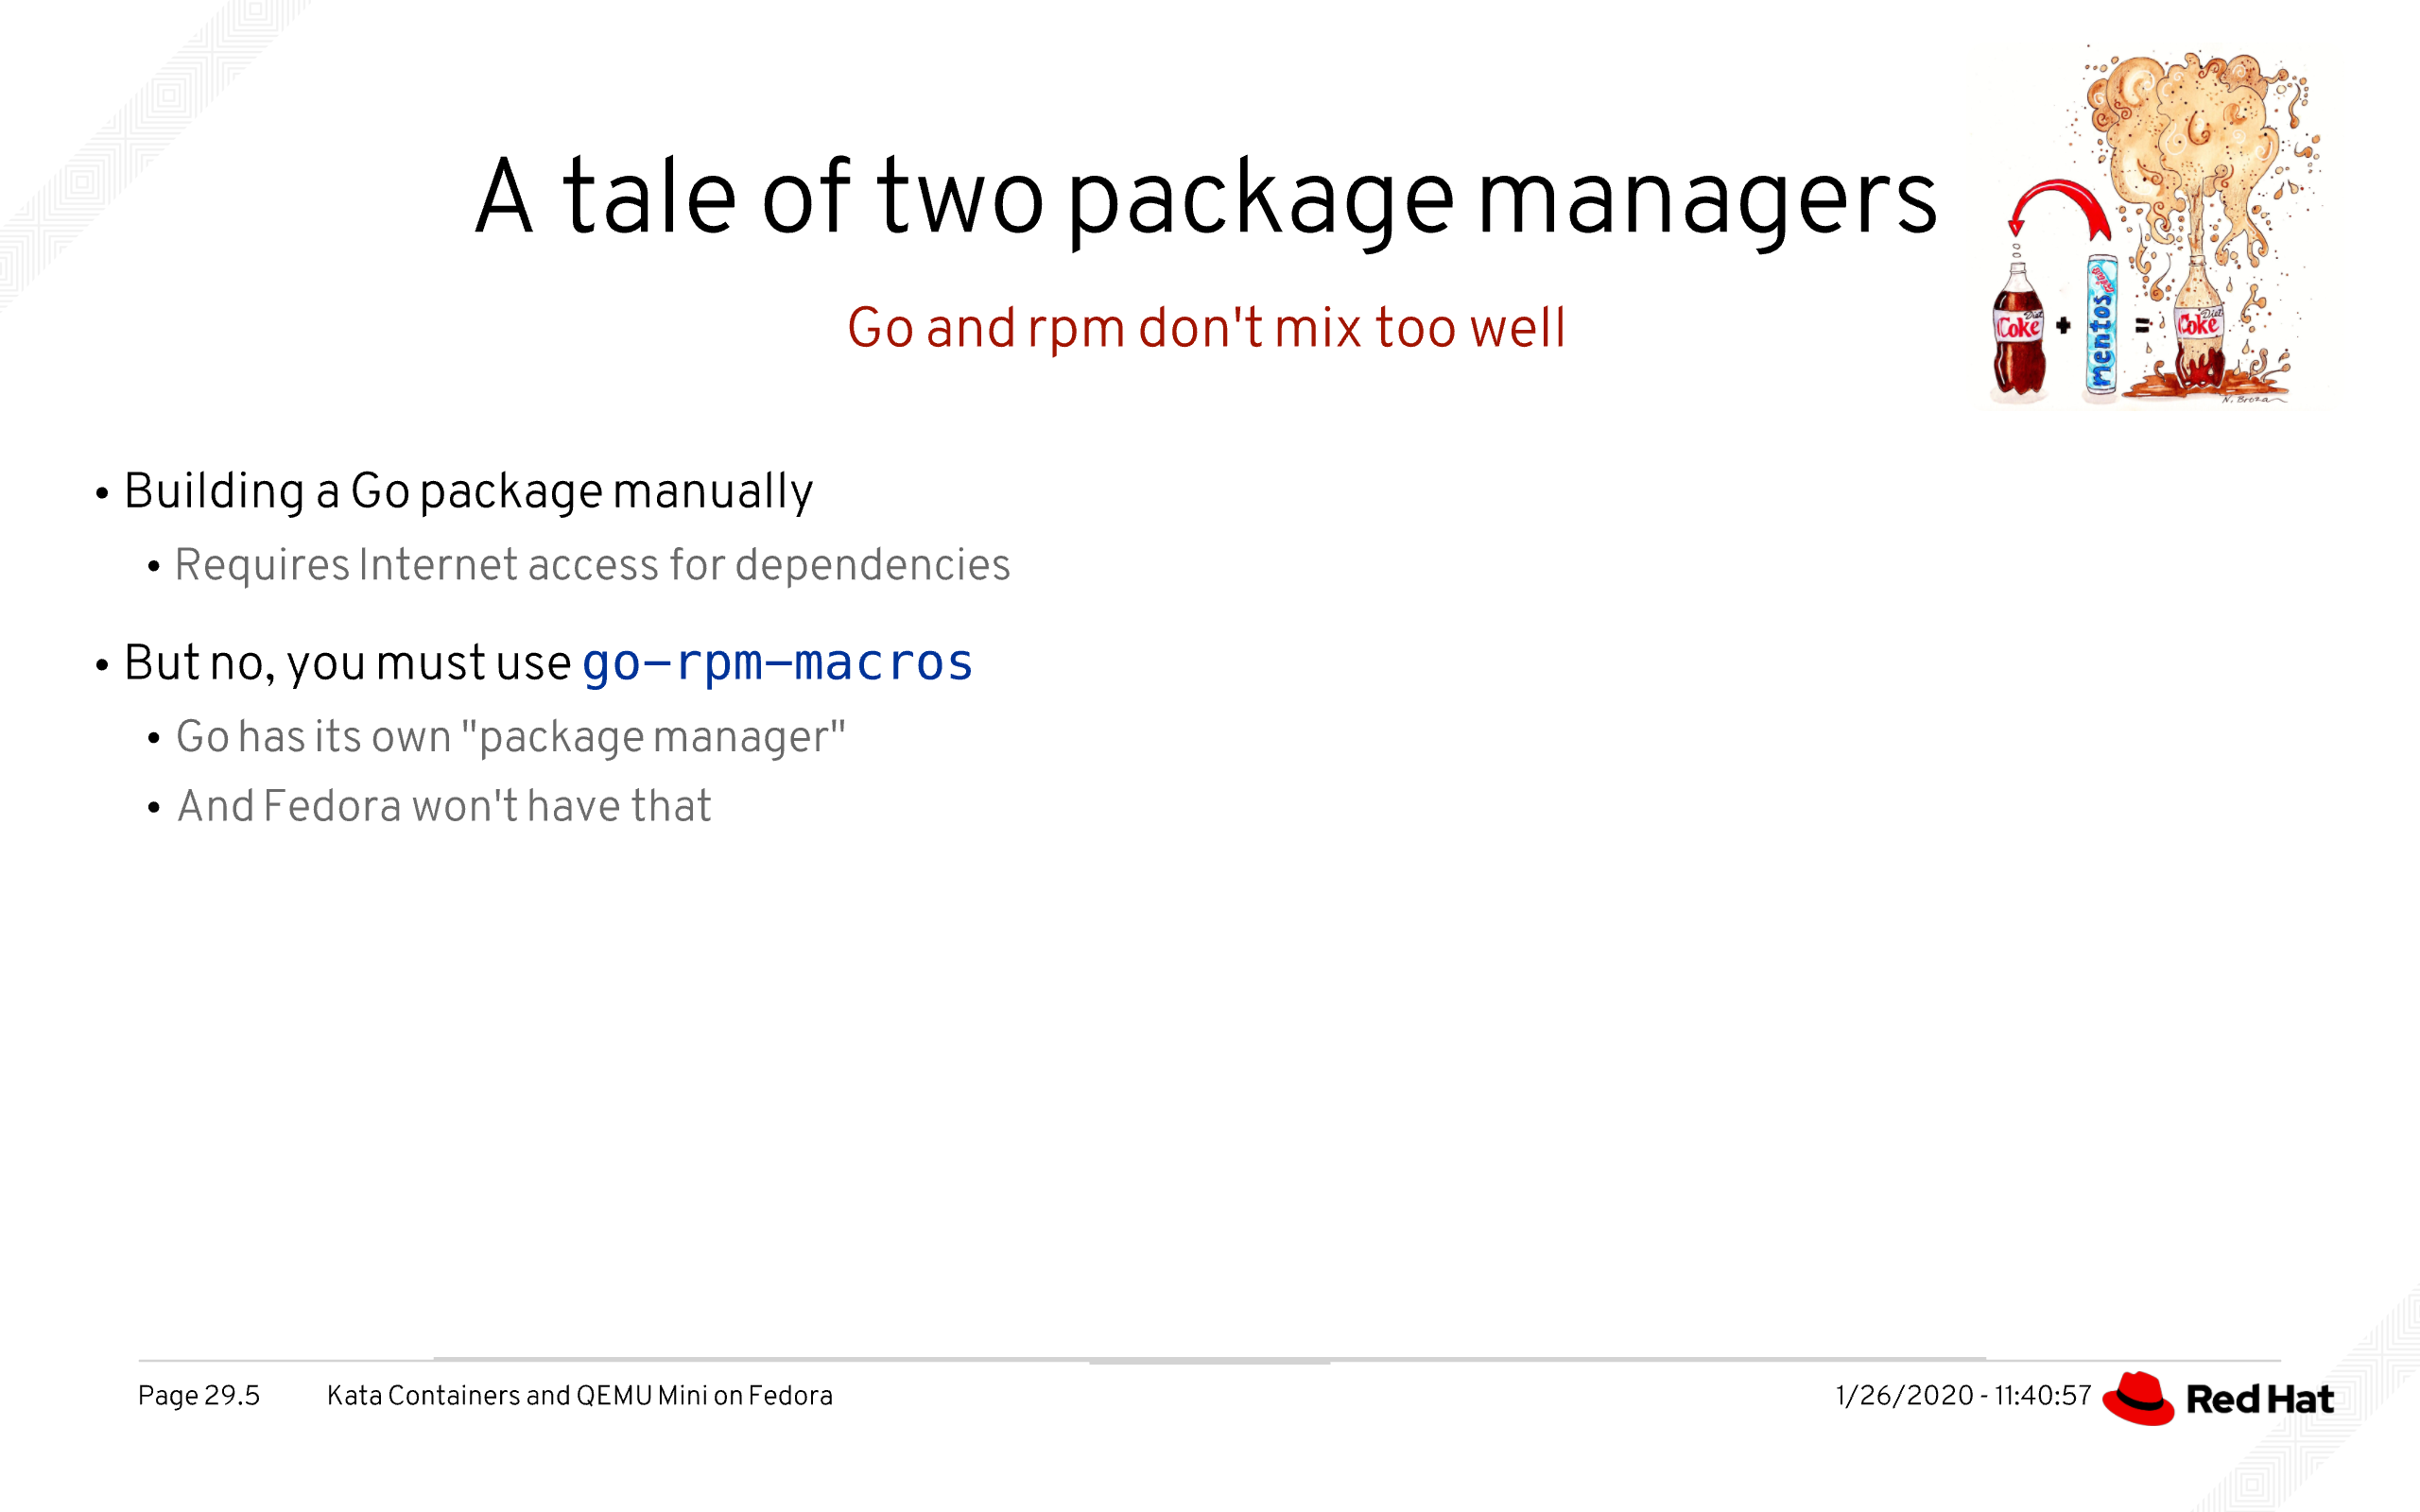 A tale of two package managers
Go and rpm don't mix too well
Diet
Coke
+
mentos
=
Diet
Coke
N. Broza
• Building a Go package manually
• Requires Internet access for dependencies
• But no, you must use go-rpm-macros
• Go has its own "package manager"
• And Fedora won't have that
Page 29.5
Kata Containers and QEMU Mini on Fedora
1/26/2020 - 11:40:57
Red Hat